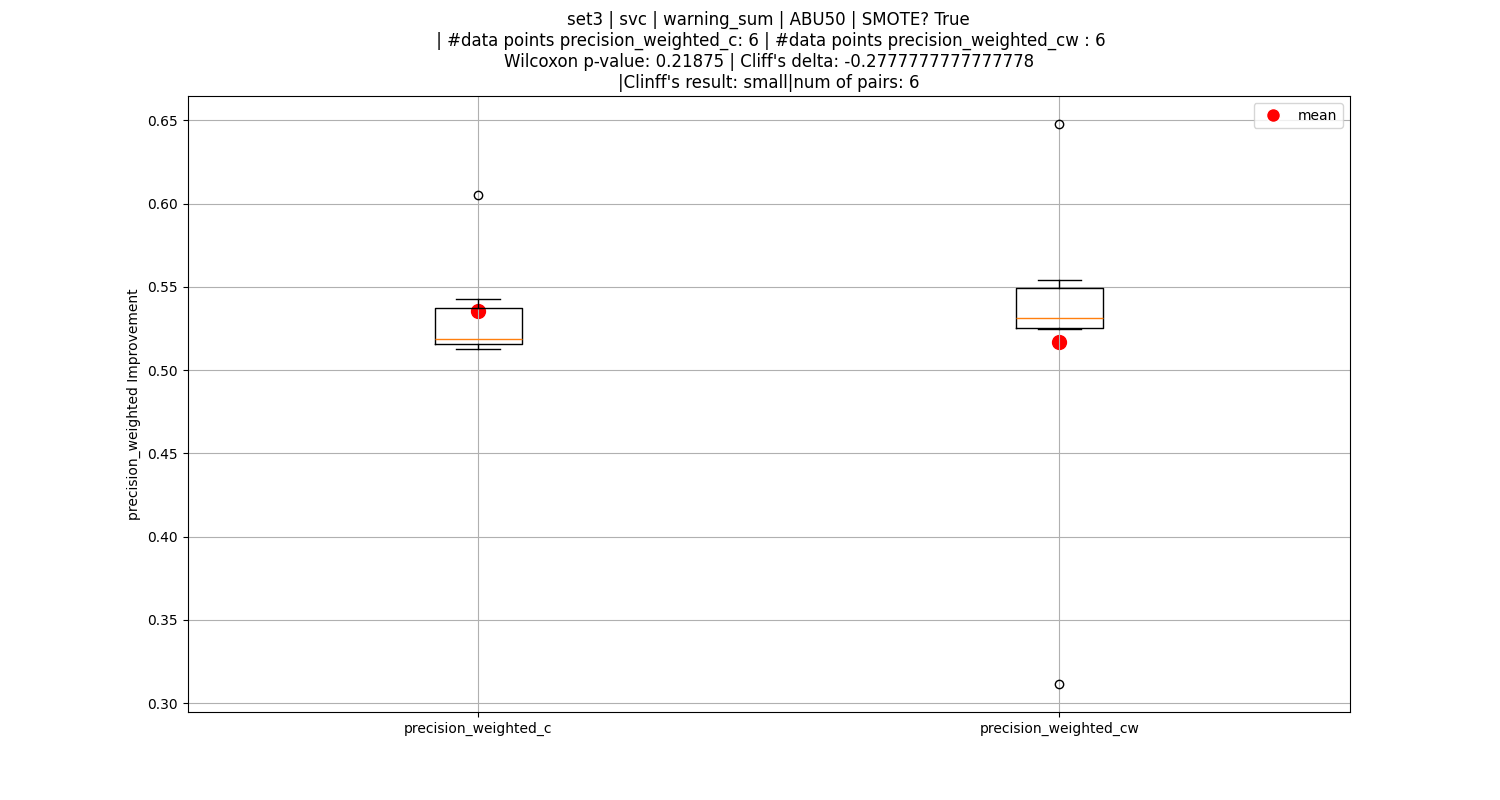 set3 | svc | warning_sum | ABU50 | SMOTE? True
| #data points precision_weighted_c: 6 | #data points precision_weighted_cw : 6
Wilcoxon p-value: 0.21875 | Cliff's delta: -0.2777777777777778
|Clinff's result: small|num of pairs: 6
mean
0.65
0.60
0.55
0.50
0.45
0.40
0.35
0.30
precision_weighted Improvement
precision_weighted_c
precision_weighted_cw